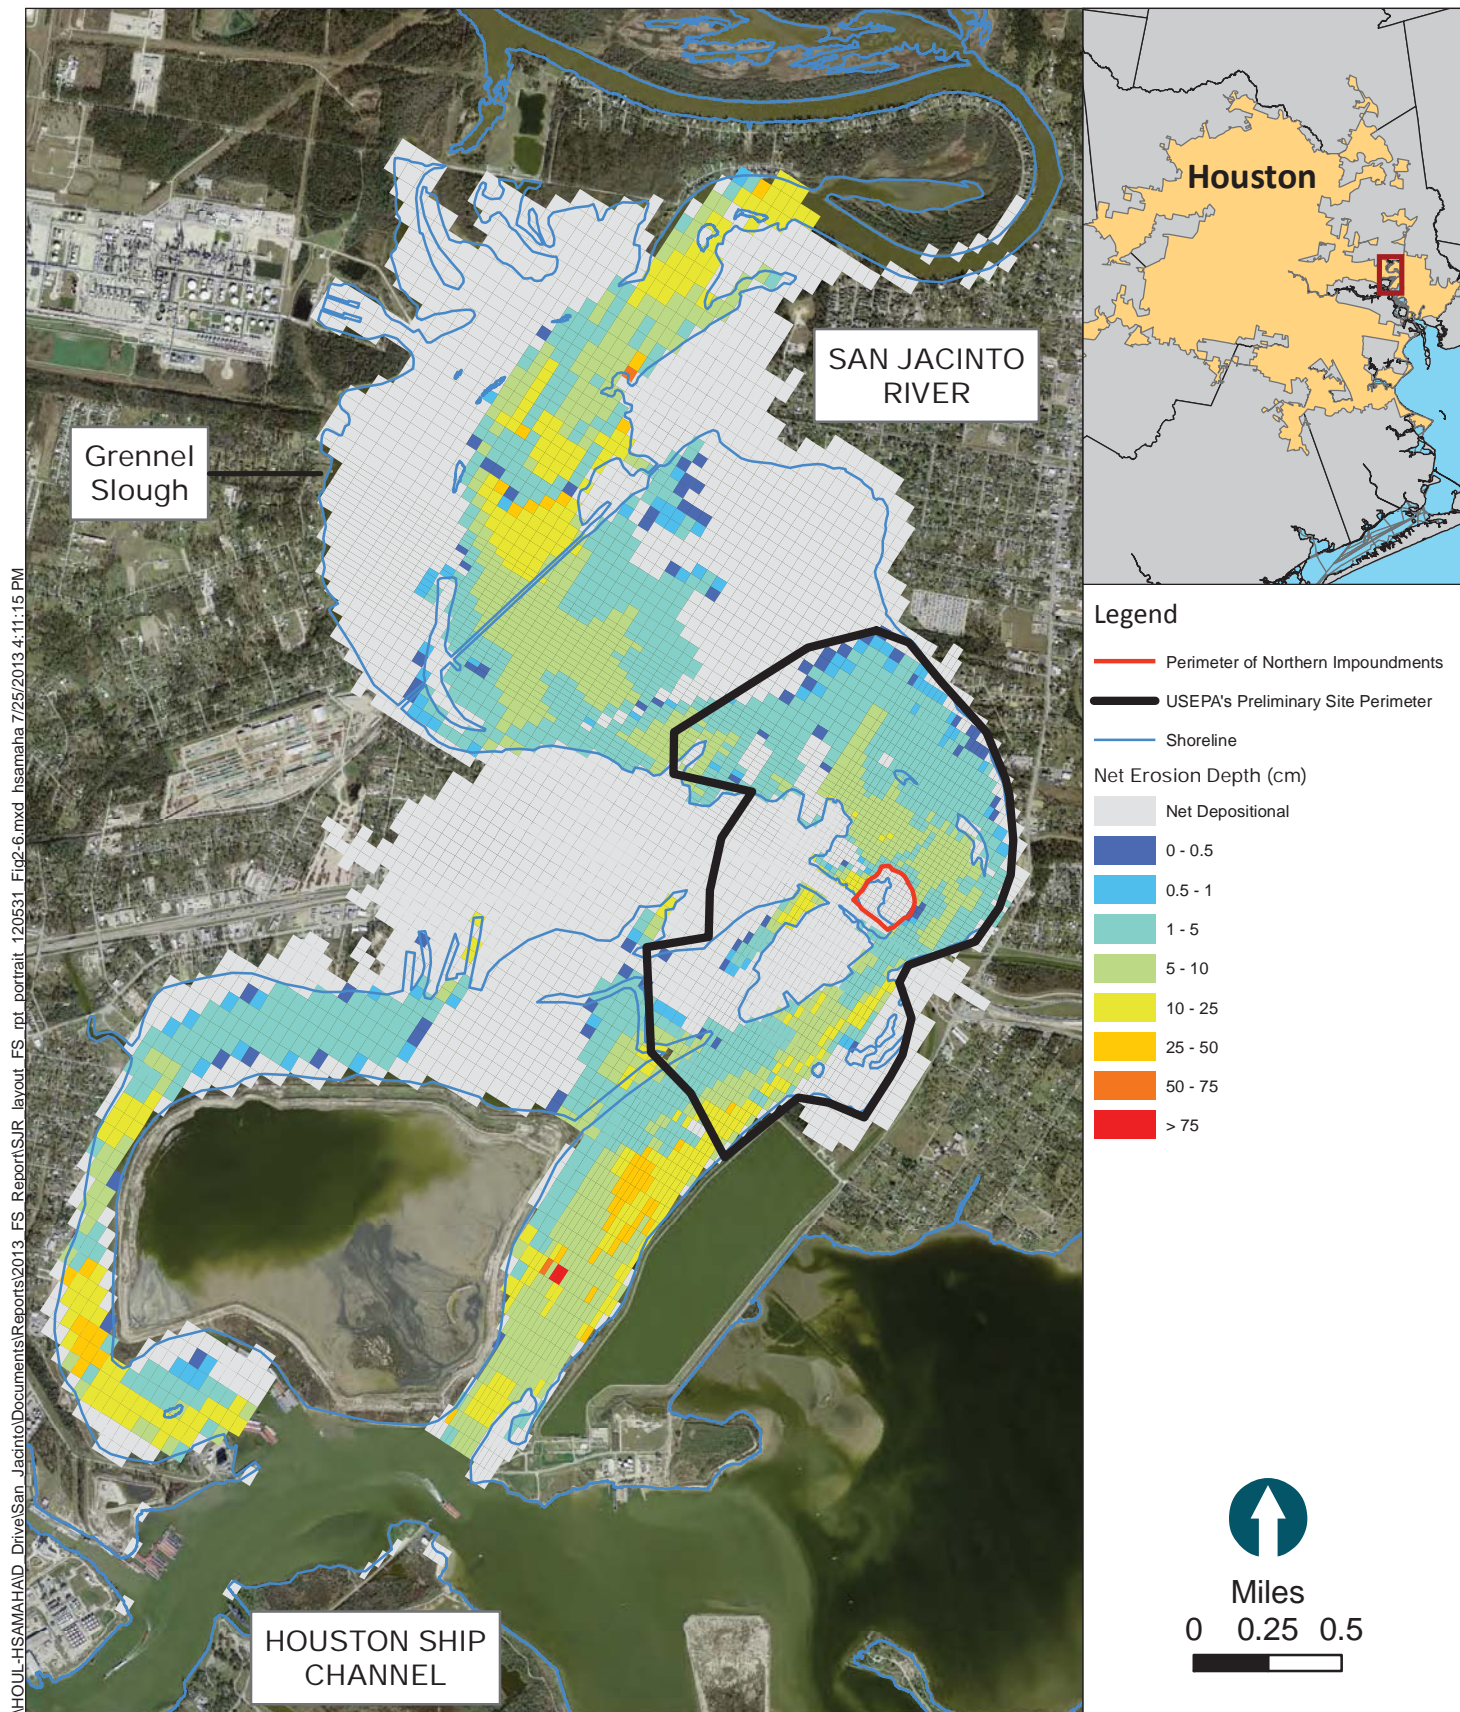 \HOUL-HSAMAHA\D_Drive\San_Jacinto\Documents\Reports\2013_FS_Report\SJR_layout_FS_rpt_portrait_120531_Fig2-6.mxd hsamaha 7/25/2013 4:11:15 PM
SAN JACINTO
RIVER
Grennel
Slough
HOUSTON SHIP
CHANNEL
Houston
Legend
Perimeter of Northern Impoundments
USEPA's Preliminary Site Perimeter
Shoreline
Net Erosion Depth (cm)
Net Depositional
0 - 0.5
0.5 - 1
1 - 5
5 - 10
10 - 25
25 - 50
50 - 75
> 75
Miles
0 0.25 0.5